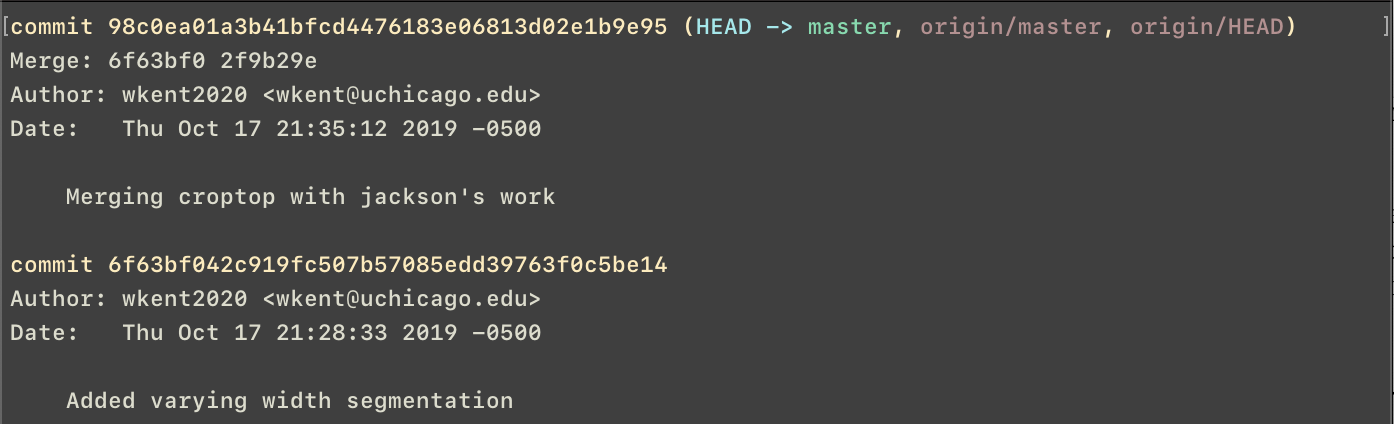 [commit 98c0ea01a3b41bfcd4476183e06813d02e1b9e95 (HEAD -> master, origin/master, origin/HEAD) ]
Merge: 6f63bf0 2f9b29e
Author: wkent2020 <wkent@uchicago.edu>
Date:   Thu Oct 17 21:35:12 2019 -0500
    Merging croptop with jackson's work
commit 6f63bf042c919fc507b57085edd39763f0c5be14
Author: wkent2020 <wkent@uchicago.edu>
Date:   Thu Oct 17 21:28:33 2019 -0500
    Added varying width segmentation